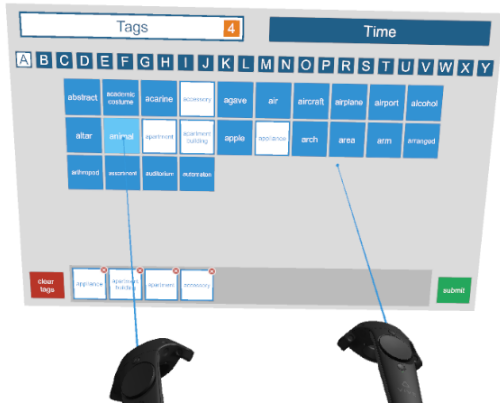 Tags 4 Time
A B C D E F G H I J K L M N O P R S T U V W X Y
abstract academic costume acarine accessory agave air aircraft airplane airport alcohol
altar animal apartment apartment building apple appliance arch area arm arranged
arthropod assortment auditorium automaton
clear tags appliance apartment building apartment accessory submit